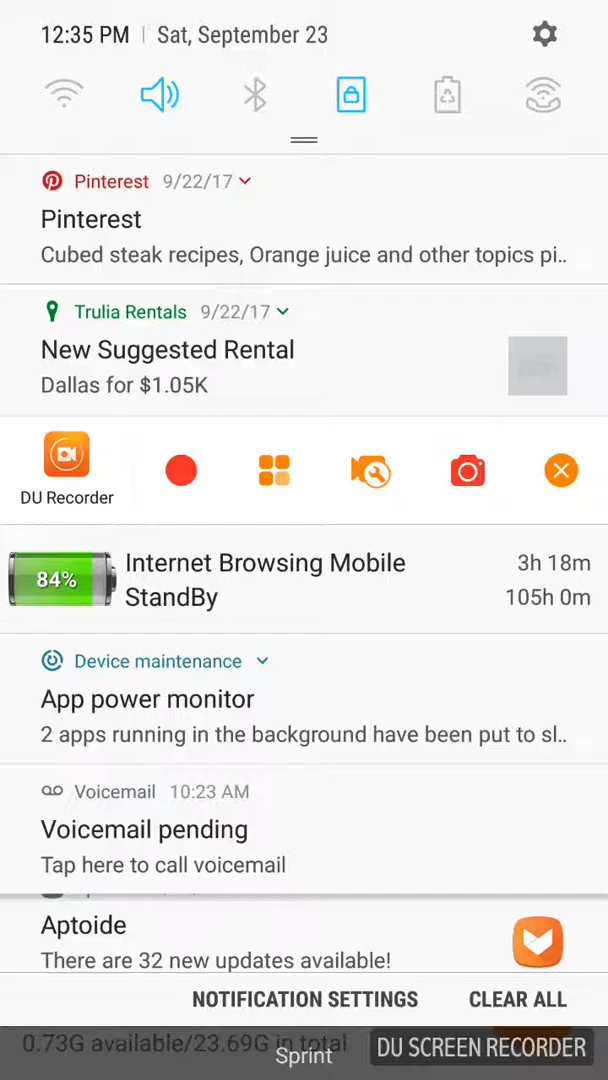 12:35 PM | Sat, September 23
Pinterest 9/22/17
Pinterest
Cubed steak recipes, Orange juice and other topics pi..
Trulia Rentals 9/22/17
New Suggested Rental
Dallas for $1.05K
DU Recorder
84%
Internet Browsing Mobile 3h 18m
StandBy 105h 0m
Device maintenance
App power monitor
2 apps running in the background have been put to sl..
Voicemail 10:23 AM
Voicemail pending
Tap here to call voicemail
Aptoide
There are 32 new updates available!
NOTIFICATION SETTINGS CLEAR ALL
0.73G available/23.69G in total
Sprint
DU SCREEN RECORDER